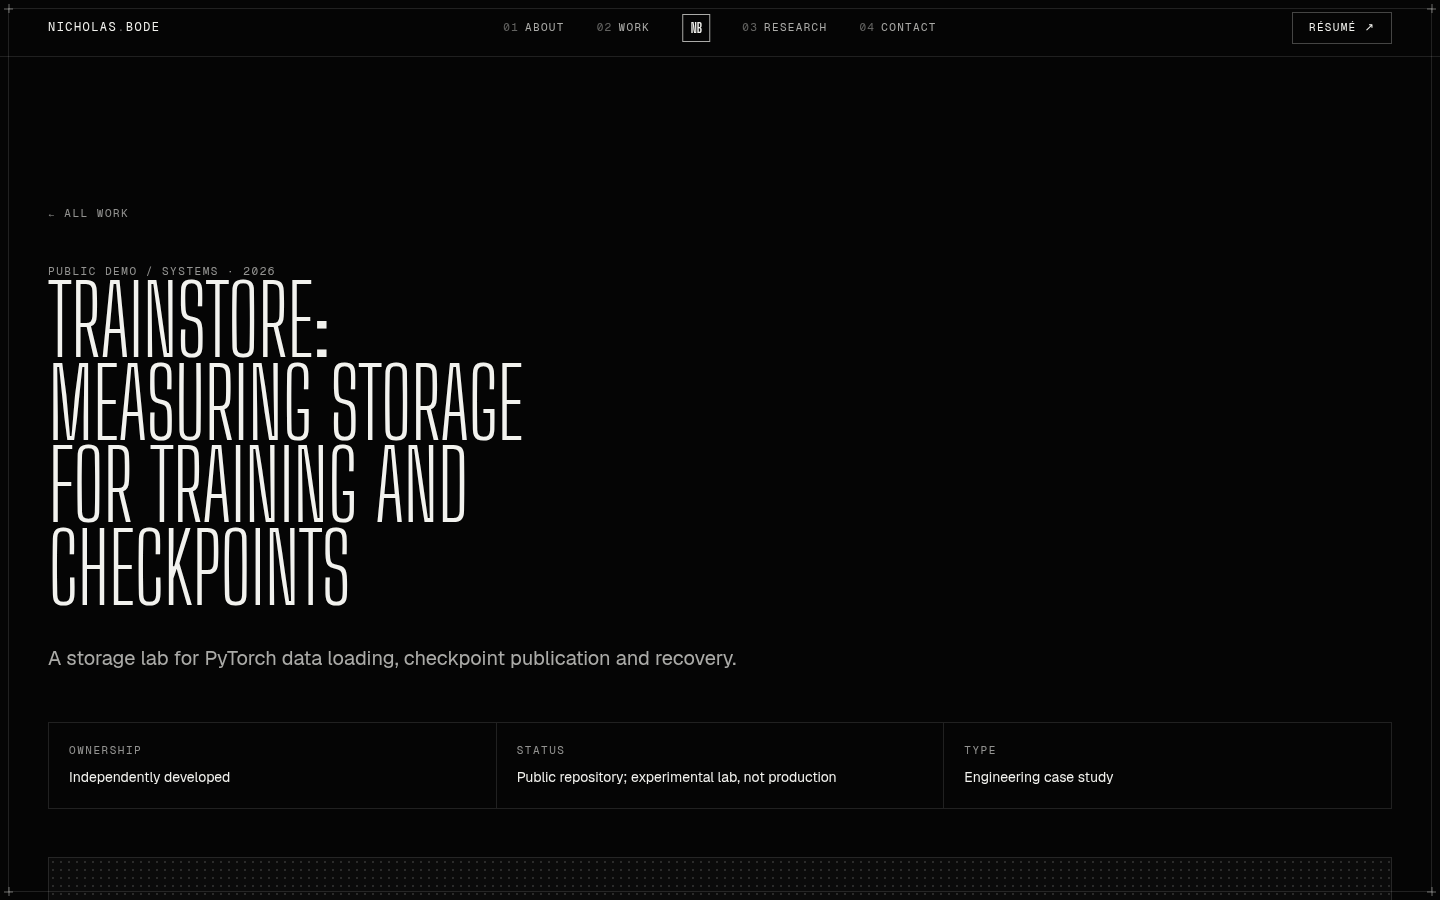 NICHOLAS.BODE
01 ABOUT
02 WORK
NB
03 RESEARCH
04 CONTACT
RÉSUMÉ ↗
← ALL WORK
PUBLIC DEMO / SYSTEMS · 2026
TRAINSTORE:
MEASURING STORAGE
FOR TRAINING AND
CHECKPOINTS
A storage lab for PyTorch data loading, checkpoint publication and recovery.
OWNERSHIP
Independently developed
STATUS
Public repository; experimental lab, not production
TYPE
Engineering case study